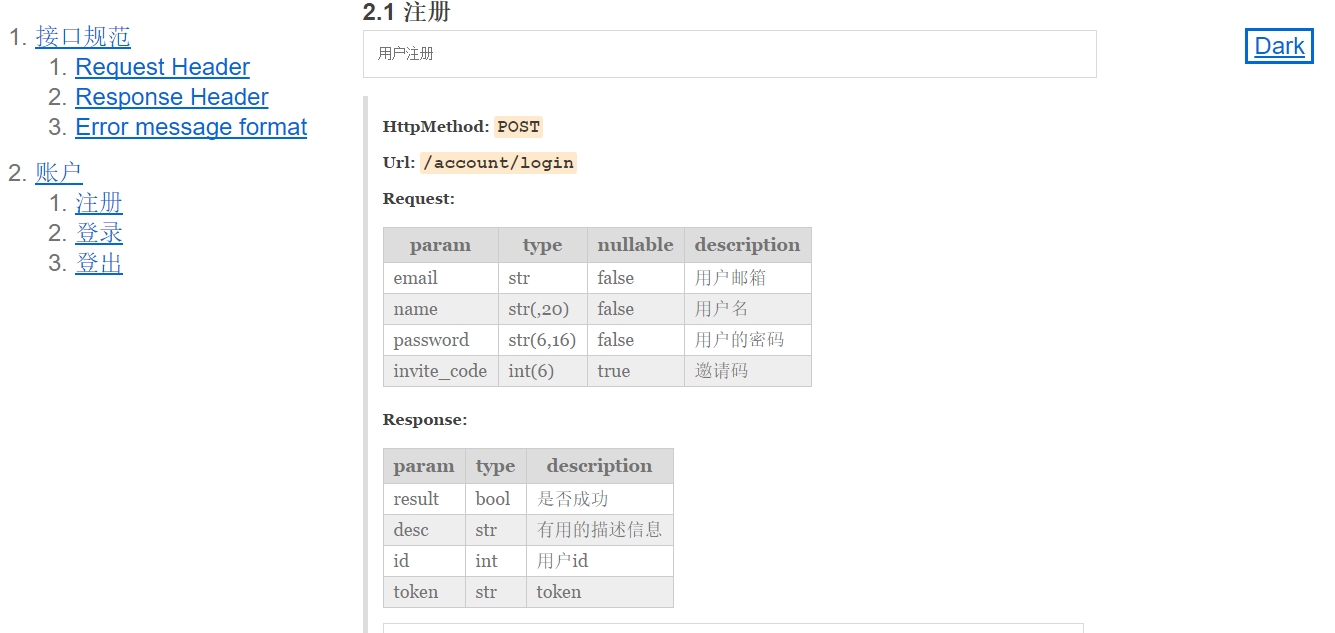 1. 接口规范
1. Request Header
2. Response Header
3. Error message format
2. 账户
1. 注册
2. 登录
3. 登出
2.1 注册
用户注册
HttpMethod: POST
Url: /account/login
Request:
param type nullable description
email str false 用户邮箱
name str(,20) false 用户名
password str(6,16) false 用户的密码
invite_code int(6) true 邀请码
Response:
param type description
result bool 是否成功
desc str 有用的描述信息
id int 用户id
token str token
Dark